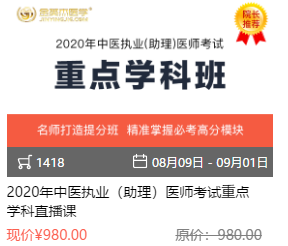 金英杰医学
院长
推荐
2020年中医执业(助理)医师考试
重点学科班
名师打造提分班 精准掌握必考高分模块
1418 08月09日 - 09月01日
2020年中医执业（助理）医师考试重点
学科直播课
现价¥980.00 原价：980.00